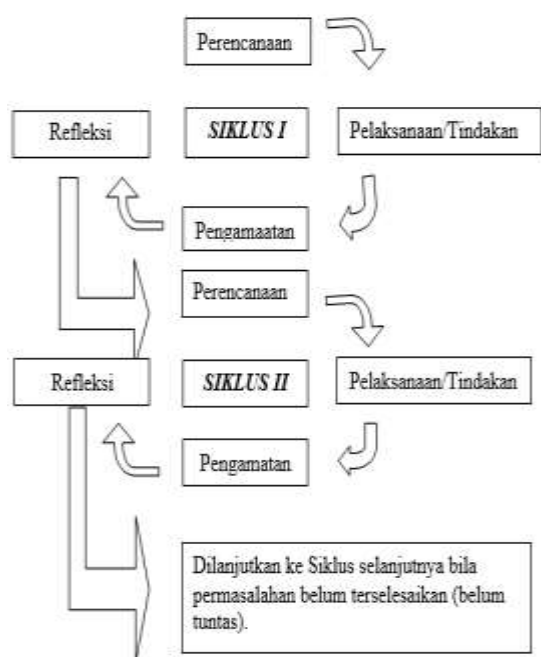 Perencanaan
Refleksi
SIKLUS I
Pelaksanaan/Tindakan
Pengamaatan
Perencanaan
Refleksi
SIKLUS II
Pelaksanaan/Tindakan
Pengamatan
Dilanjutkan ke Siklus selanjutnya bila
permasalahan belum terselesaikan (belum
tuntas).